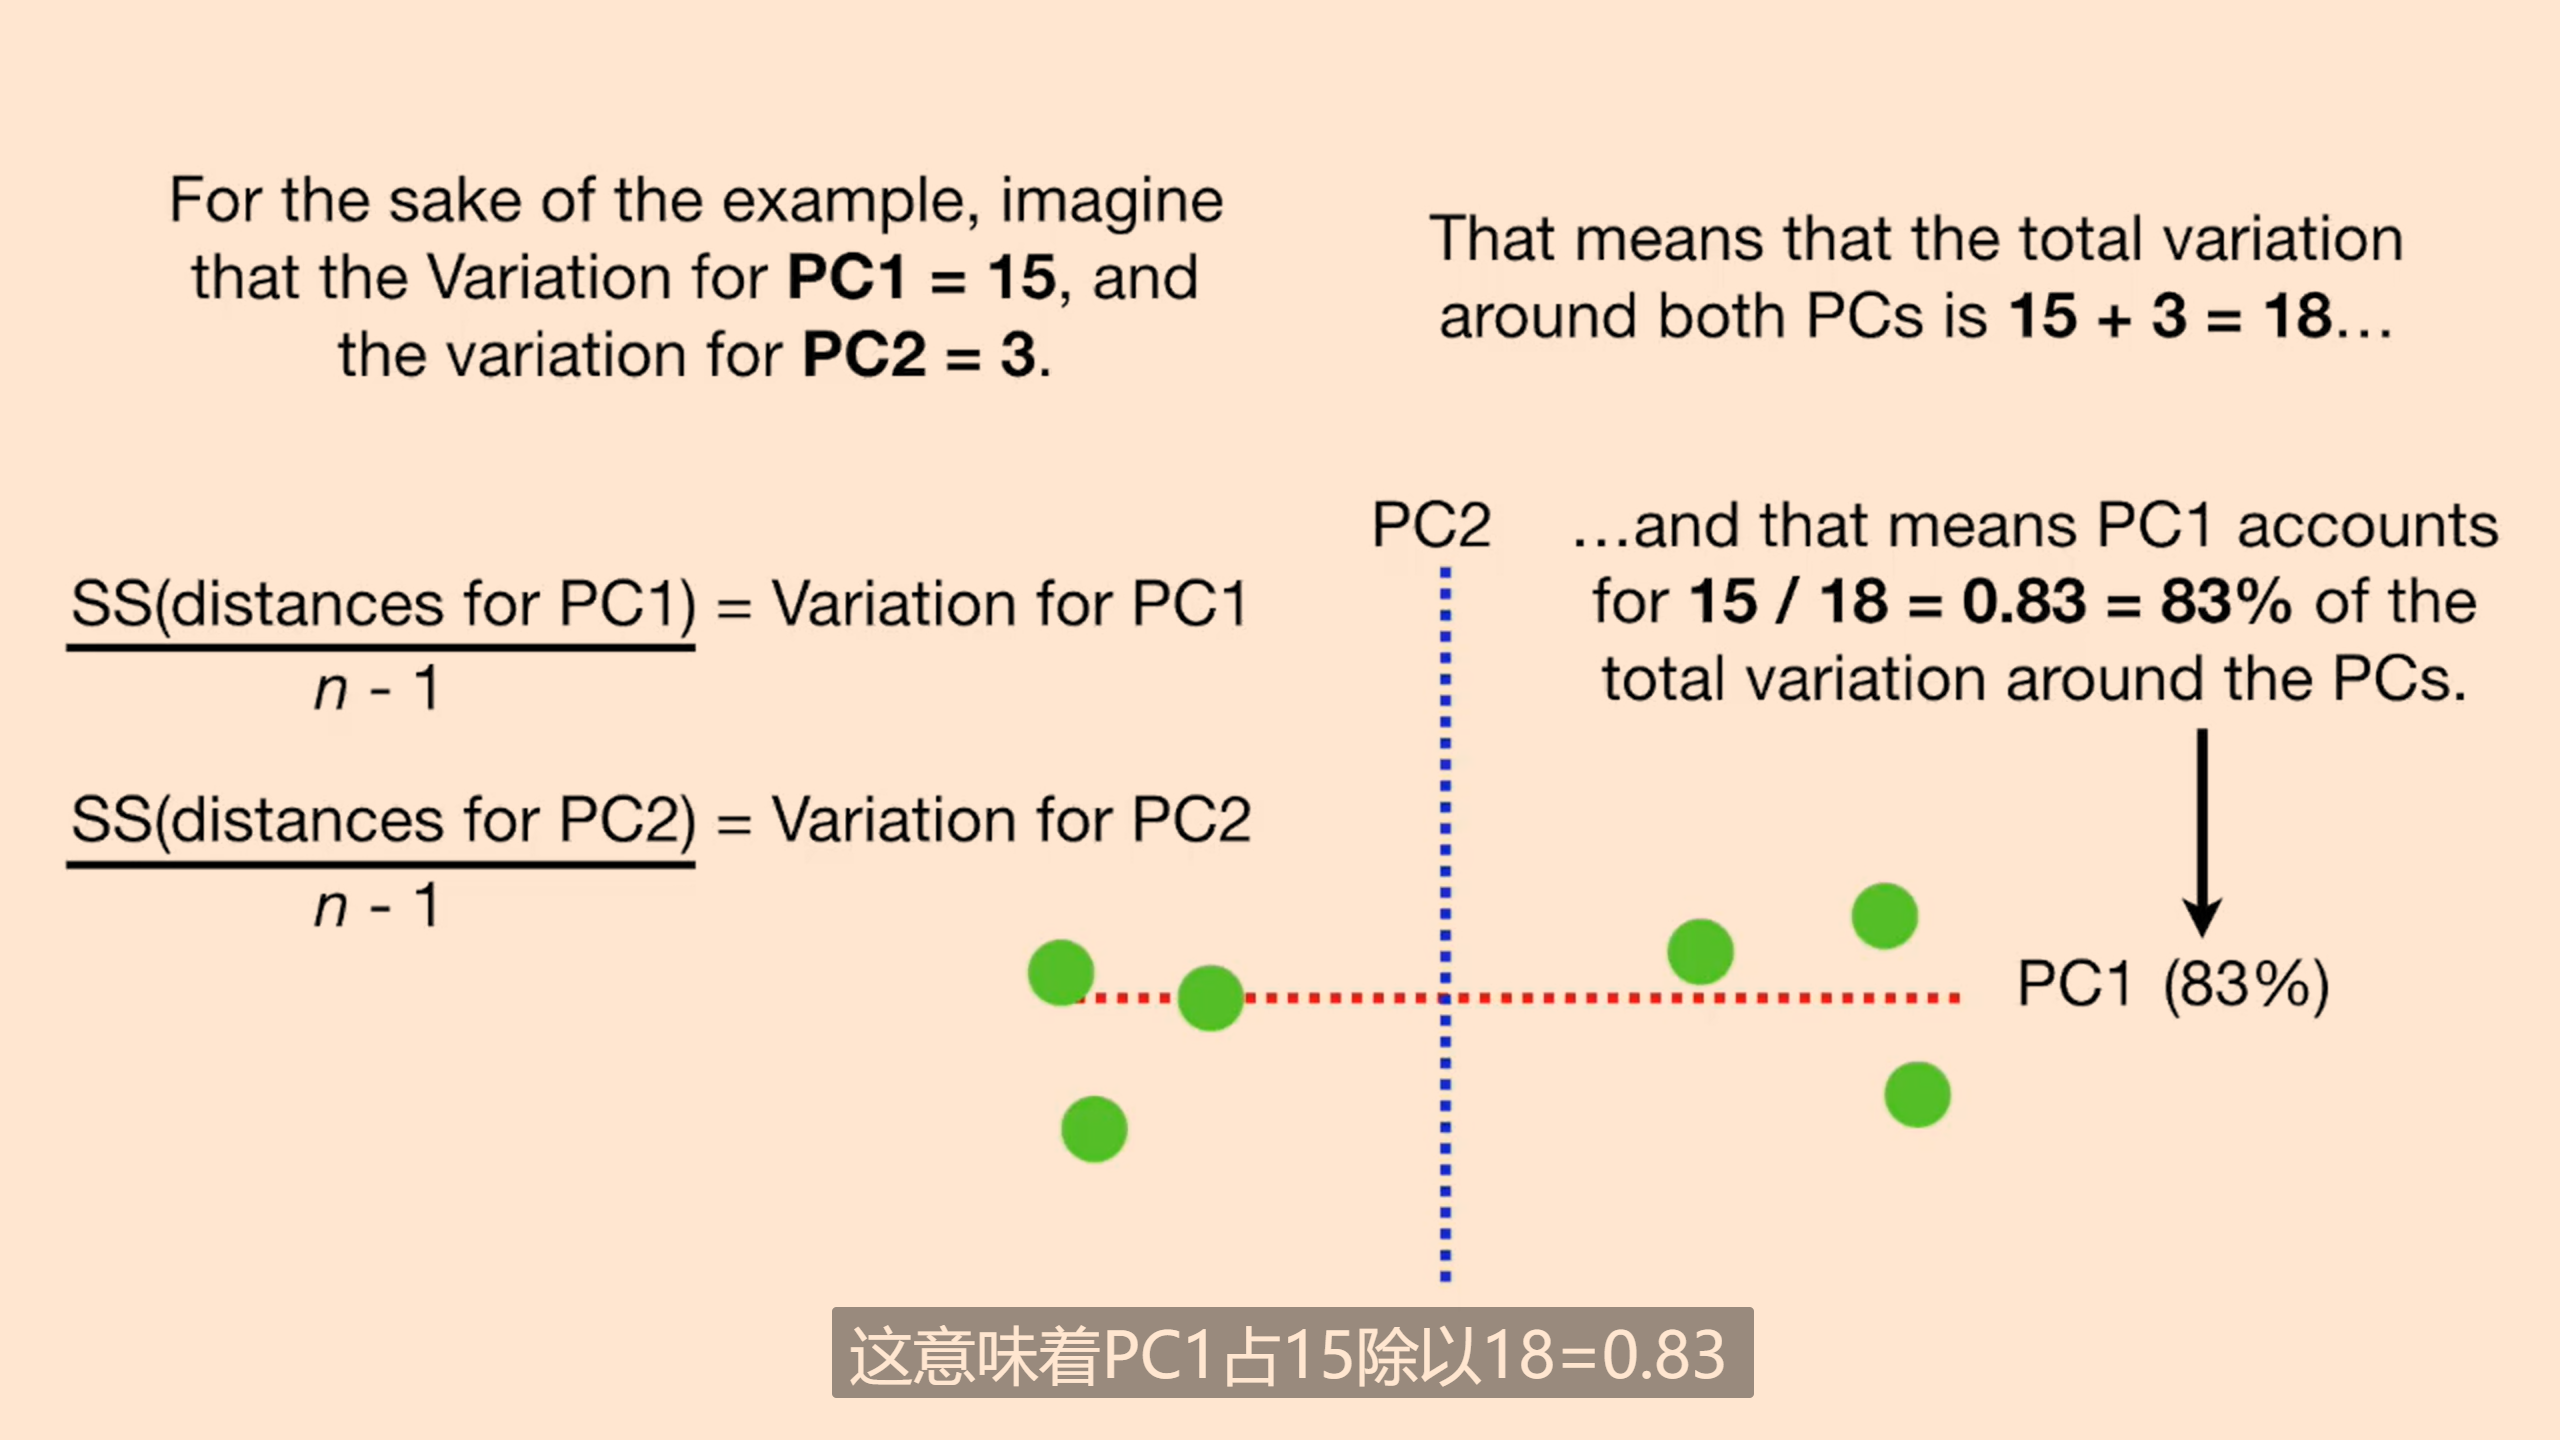 For the sake of the example, imagine
that the Variation for PC1 = 15, and
the variation for PC2 = 3.
That means that the total variation
around both PCs is 15 + 3 = 18…
SS(distances for PC1) = Variation for PC1
n - 1
SS(distances for PC2) = Variation for PC2
n - 1
PC2
…and that means PC1 accounts
for 15 / 18 = 0.83 = 83% of the
total variation around the PCs.
PC1 (83%)
这意味着PC1占15除以18=0.83